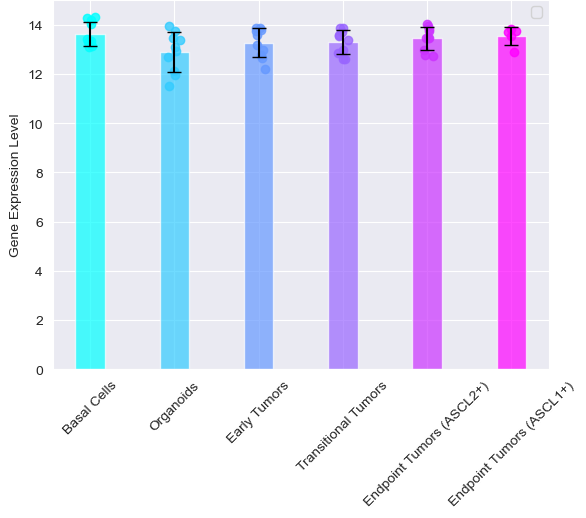 Gene Expression Level
14
12
10
8
6
4
2
0
Basal Cells
Organoids
Early Tumors
Transitional Tumors
Endpoint Tumors (ASCL2+)
Endpoint Tumors (ASCL1+)